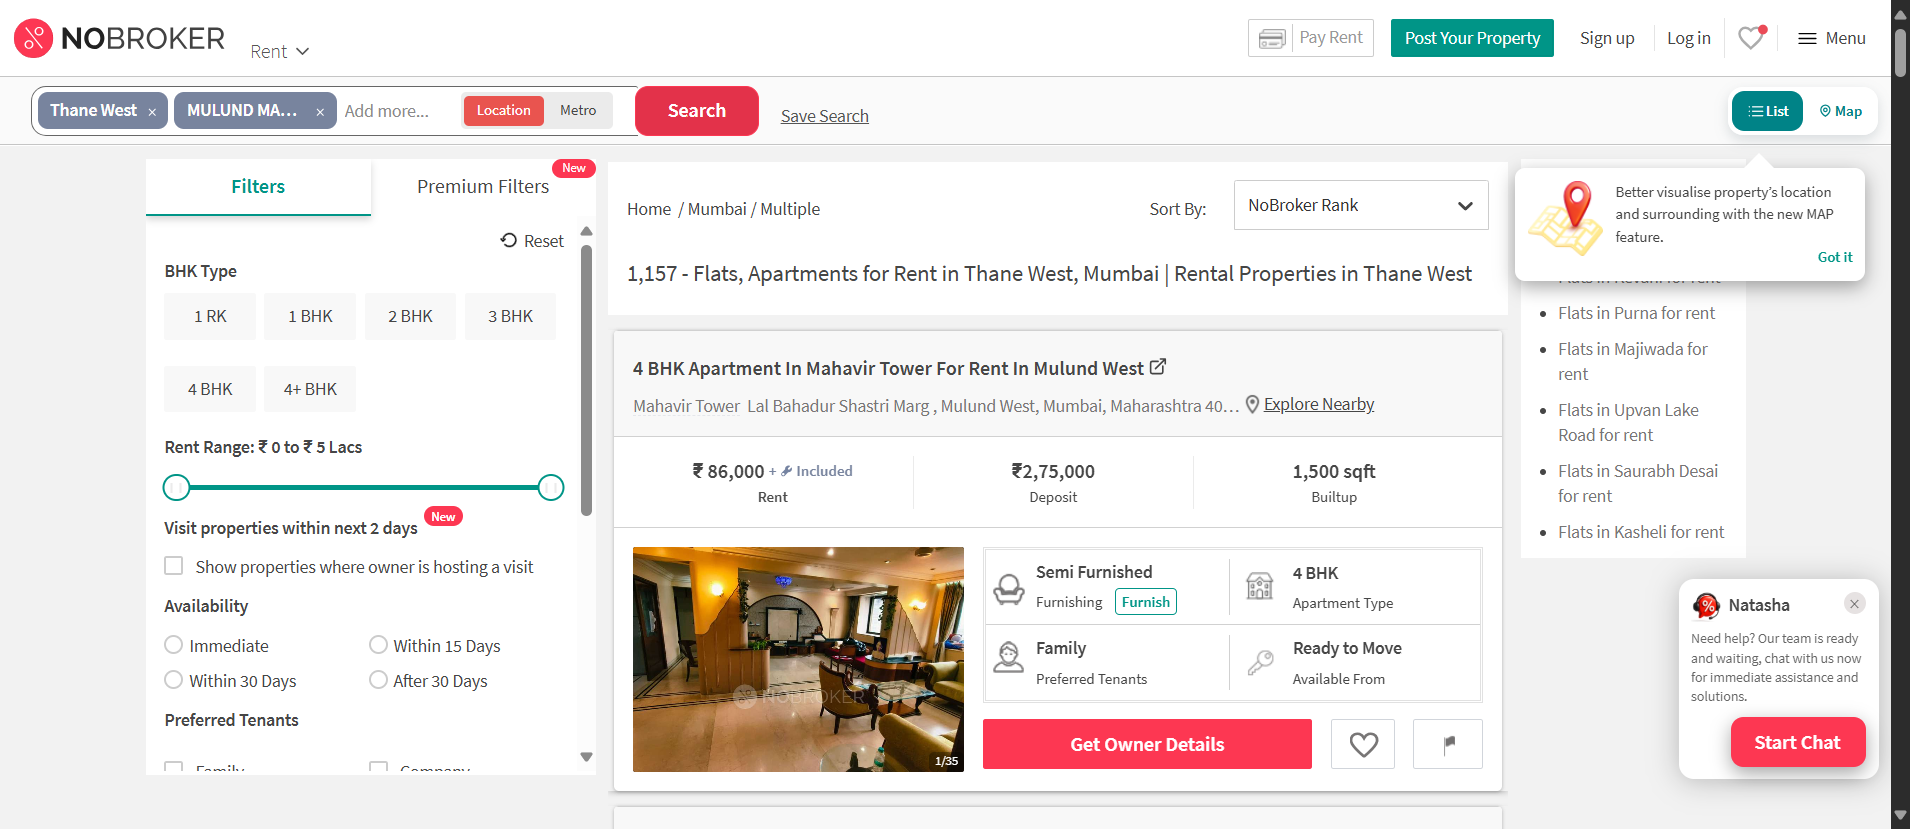 NOBROKER
Rent
Pay Rent
Post Your Property
Sign up
Log in
Menu
Thane West ×
MULUND MA... ×
Add more...
Location
Metro
Search
Save Search
List
Map
Filters
Premium Filters
New
Reset
BHK Type
1 RK
1 BHK
2 BHK
3 BHK
4 BHK
4+ BHK
Rent Range: ₹ 0 to ₹ 5 Lacs
Visit properties within next 2 days
New
Show properties where owner is hosting a visit
Availability
Immediate
Within 15 Days
Within 30 Days
After 30 Days
Preferred Tenants
Family
Company
Home / Mumbai / Multiple
Sort By:
NoBroker Rank
1,157 - Flats, Apartments for Rent in Thane West, Mumbai | Rental Properties in Thane West
4 BHK Apartment In Mahavir Tower For Rent In Mulund West
Mahavir Tower Lal Bahadur Shastri Marg , Mulund West, Mumbai, Maharashtra 40...
Explore Nearby
₹ 86,000 + Included
Rent
₹2,75,000
Deposit
1,500 sqft
Builtup
NOBROKER
1/35
Semi Furnished
Furnishing
Furnish
4 BHK
Apartment Type
Family
Preferred Tenants
Ready to Move
Available From
Get Owner Details
Better visualise property's location
and surrounding with the new MAP
feature.
Got it
Flats in Purna for rent
Flats in Majiwada for
rent
Flats in Upvan Lake
Road for rent
Flats in Saurabh Desai
for rent
Flats in Kasheli for rent
Natasha
Need help? Our team is ready
and waiting, chat with us now
for immediate assistance and
solutions.
Start Chat